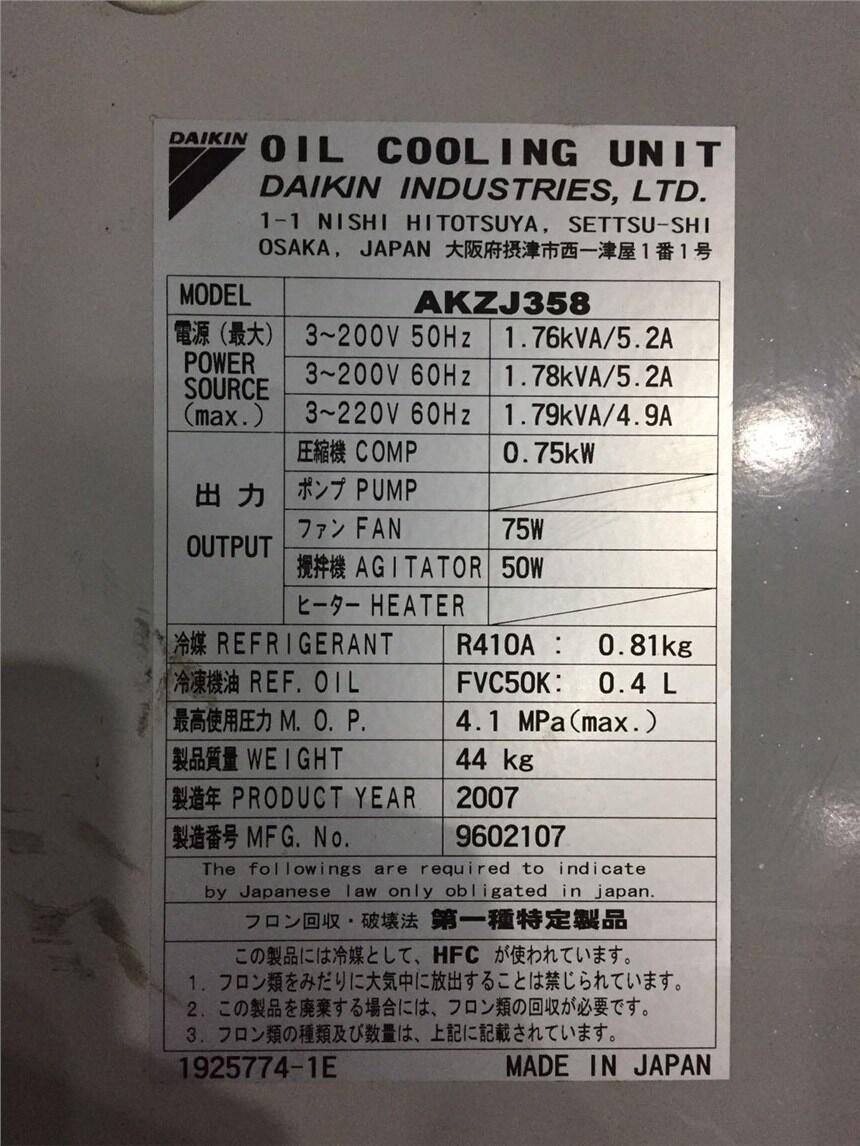 DAIKIN OIL COOLING UNIT
DAIKIN INDUSTRIES, LTD.
1-1 NISHI HITOTSUYA, SETTSU-SHI
OSAKA, JAPAN 大阪府摂津市西一津屋1番1号
MODEL AKZJ358
電源(最大) POWER SOURCE (max.)
3~200V 50Hz 1.76kVA/5.2A
3~200V 60Hz 1.78kVA/5.2A
3~220V 60Hz 1.79kVA/4.9A
出力 OUTPUT
圧縮機 COMP 0.75kW
ポンプ PUMP
ファン FAN 75W
攪拌機 AGITATOR 50W
ヒーター HEATER
冷媒 REFRIGERANT R410A : 0.81kg
冷凍機油 REF. OIL FVC50K: 0.4 L
最高使用圧力 M. O. P. 4.1 MPa(max.)
製品質量 WEIGHT 44 kg
製造年 PRODUCT YEAR 2007
製造番号 MFG. No. 9602107
The followings are required to indicate
by Japanese law only obligated in japan.
フロン回収・破壊法 第一種特定製品
この製品には冷媒として、HFC が使われています。
1. フロン類をみだりに大気中に放出することは禁じられています。
2. この製品を廃棄する場合には、フロン類の回収が必要です。
3. フロン類の種類及び数量は、上記に記載されています。
1925774-1E MADE IN JAPAN